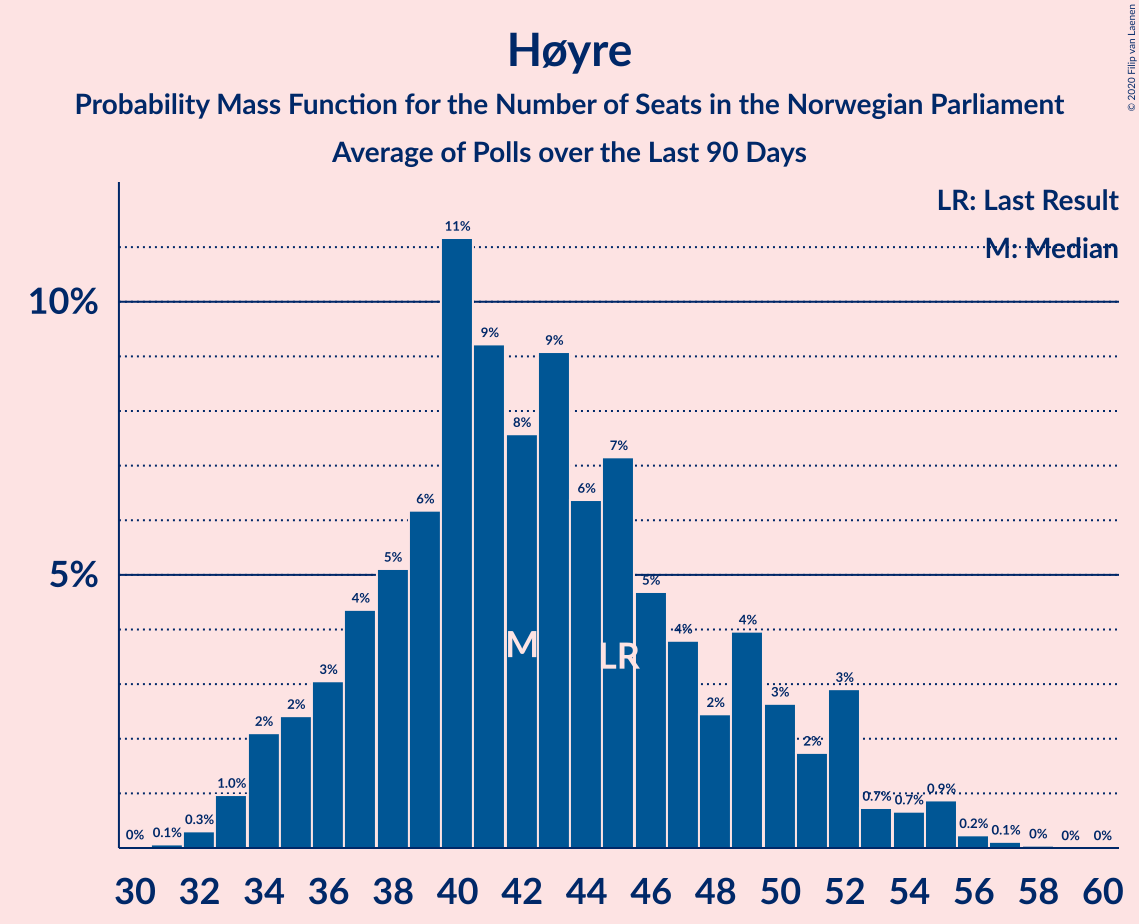 Høyre
Probability Mass Function for the Number of Seats in the Norwegian Parliament
Average of Polls over the Last 90 Days
© 2020 Filip van Laenen
LR: Last Result
M: Median
10%
5%
0% 0.1% 0.3% 1.0% 2% 2% 3% 4% 5% 6% 11% 9% 8% 9% 6% 7% 5% 4% 2% 4% 3% 2% 3% 0.7% 0.7% 0.9% 0.2% 0.1% 0% 0% 0%
M LR
30 32 34 36 38 40 42 44 46 48 50 52 54 56 58 60